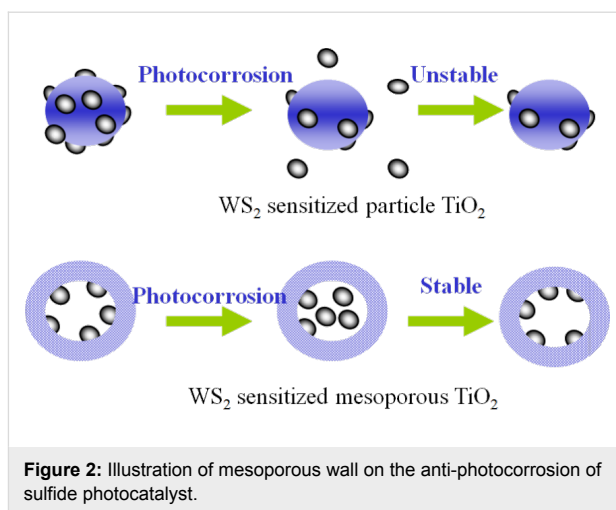 Photocorrosion Unstable
WS₂ sensitized particle TiO₂
Photocorrosion Stable
WS₂ sensitized mesoporous TiO₂
Figure 2: Illustration of mesoporous wall on the anti-photocorrosion of
sulfide photocatalyst.